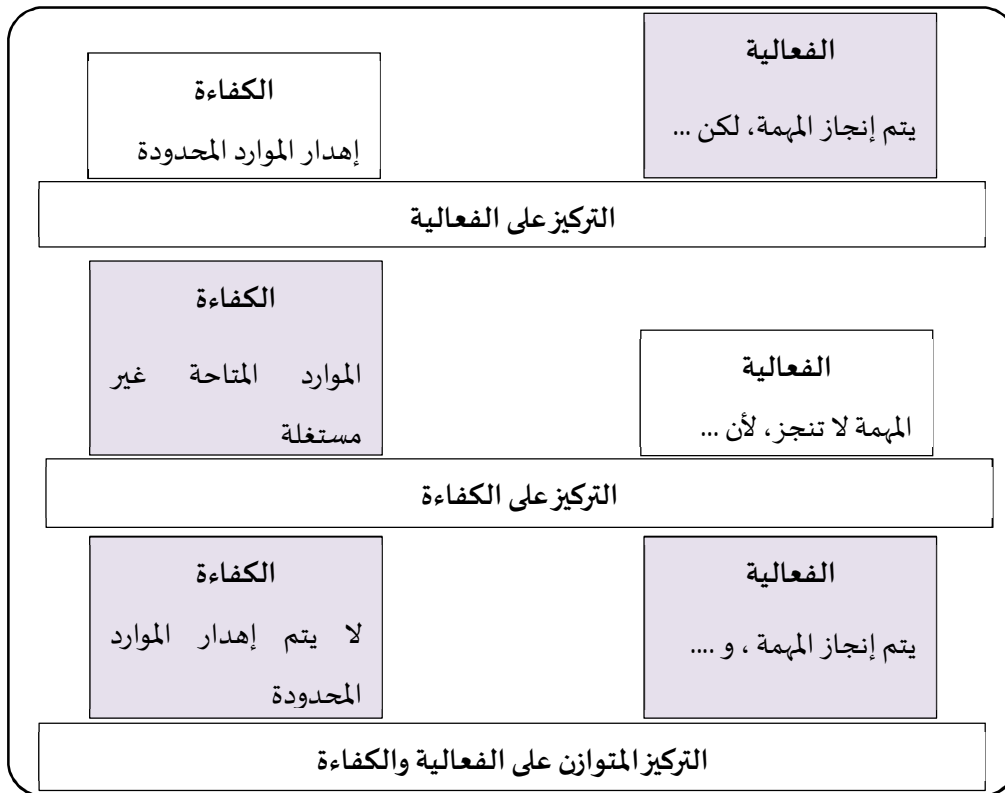 الفعالية
يتم إنجاز المهمة، لكن ...
الكفاءة
إهدار الموارد المحدودة
التركيز على الفعالية
الفعالية
المهمة لا تنجز، لأن ...
الكفاءة
الموارد المتاحة غير
مستغلة
التركيز على الكفاءة
الفعالية
يتم إنجاز المهمة ، و ....
الكفاءة
لا يتم إهدار الموارد
المحدودة
التركيز المتوازن على الفعالية والكفاءة